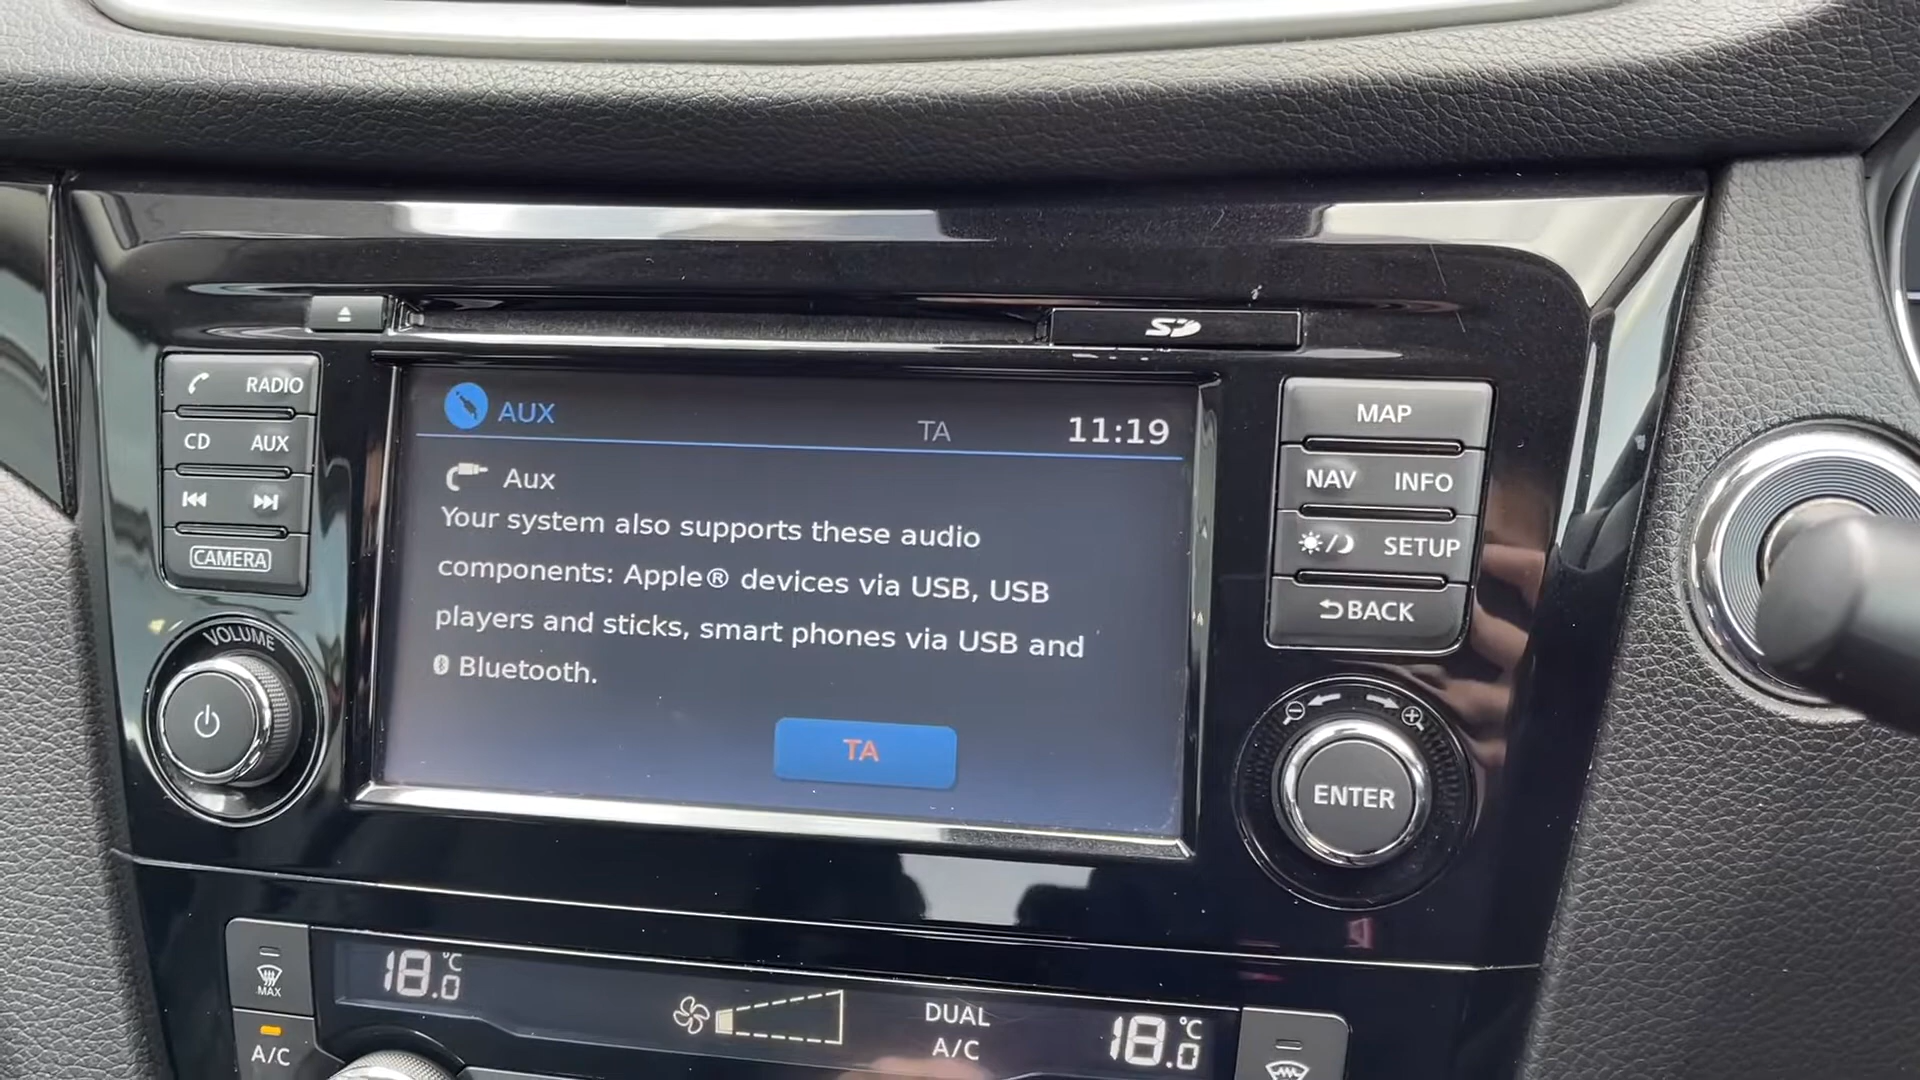 SD
RADIO
CD AUX
CAMERA
VOLUME
AUX
TA
11:19
Aux
Your system also supports these audio
components: Apple® devices via USB, USB
players and sticks, smart phones via USB and
Bluetooth.
TA
MAP
NAV INFO
SETUP
BACK
ENTER
MAX
A/C
18.0 °C
DUAL
A/C
18.0 °C